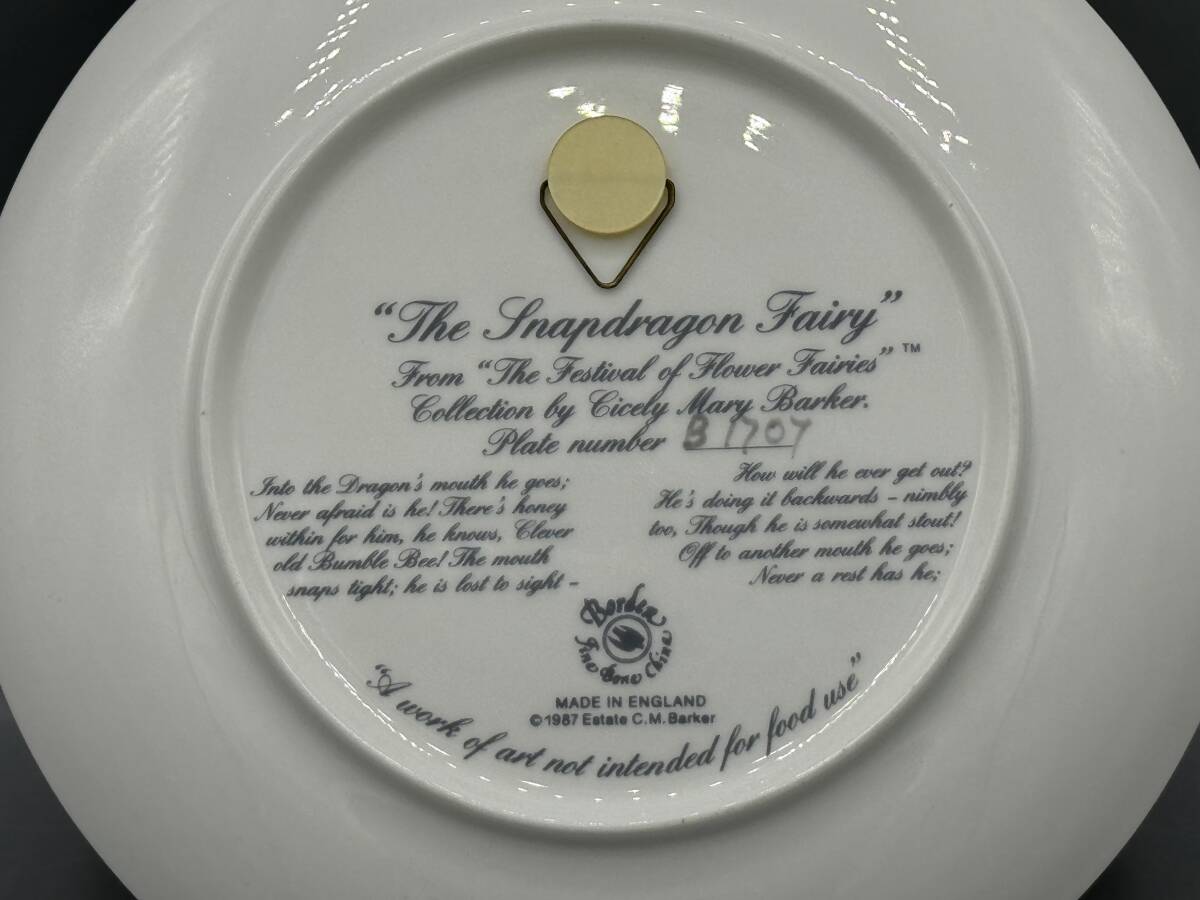 “The Snapdragon Fairy”
From “The Festival of Flower Fairies”™
Collection by Cicely Mary Barker.
Plate number B 1707
Into the Dragon's mouth he goes;
Never afraid is he! There's honey
within for him, he knows, Clever
old Bumble Bee! The mouth
snaps tight; he is lost to sight –
How will he ever get out?
He's doing it backwards – nimbly
too, Though he is somewhat stout!
Off to another mouth he goes;
Never a rest has he;
Borden
Fine Bone China
MADE IN ENGLAND
©1987 Estate C.M.Barker
“A work of art not intended for food use”